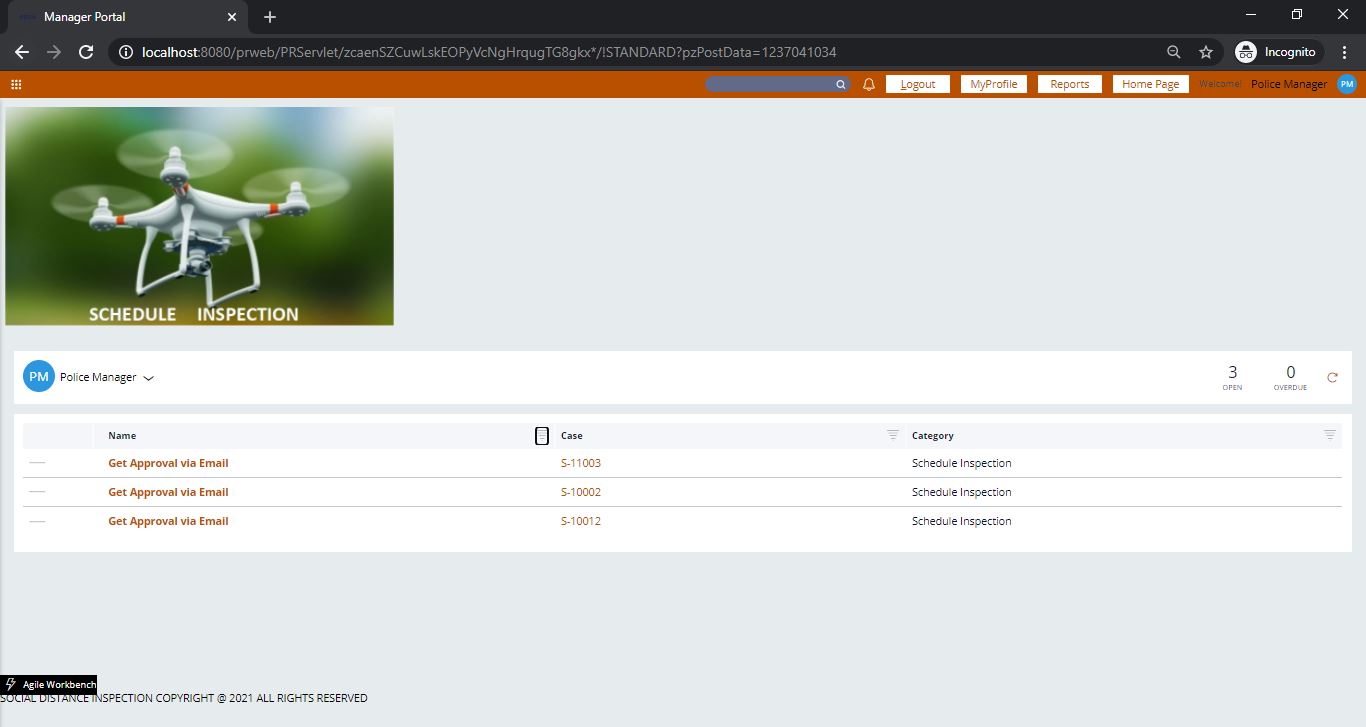 Manager Portal
localhost:8080/prweb/PRServlet/zcaenSZCuwLskEOPyVcNgHrqugTG8gkx*/!STANDARD?pzPostData=1237041034
Incognito
Logout
MyProfile
Reports
Home Page
Welcome!
Police Manager
PM
SCHEDULE INSPECTION
PM
Police Manager
3
OPEN
0
OVERDUE
Name Case Category
Get Approval via Email S-11003 Schedule Inspection
Get Approval via Email S-10002 Schedule Inspection
Get Approval via Email S-10012 Schedule Inspection
Agile Workbench
SOCIAL DISTANCE INSPECTION COPYRIGHT @ 2021 ALL RIGHTS RESERVED